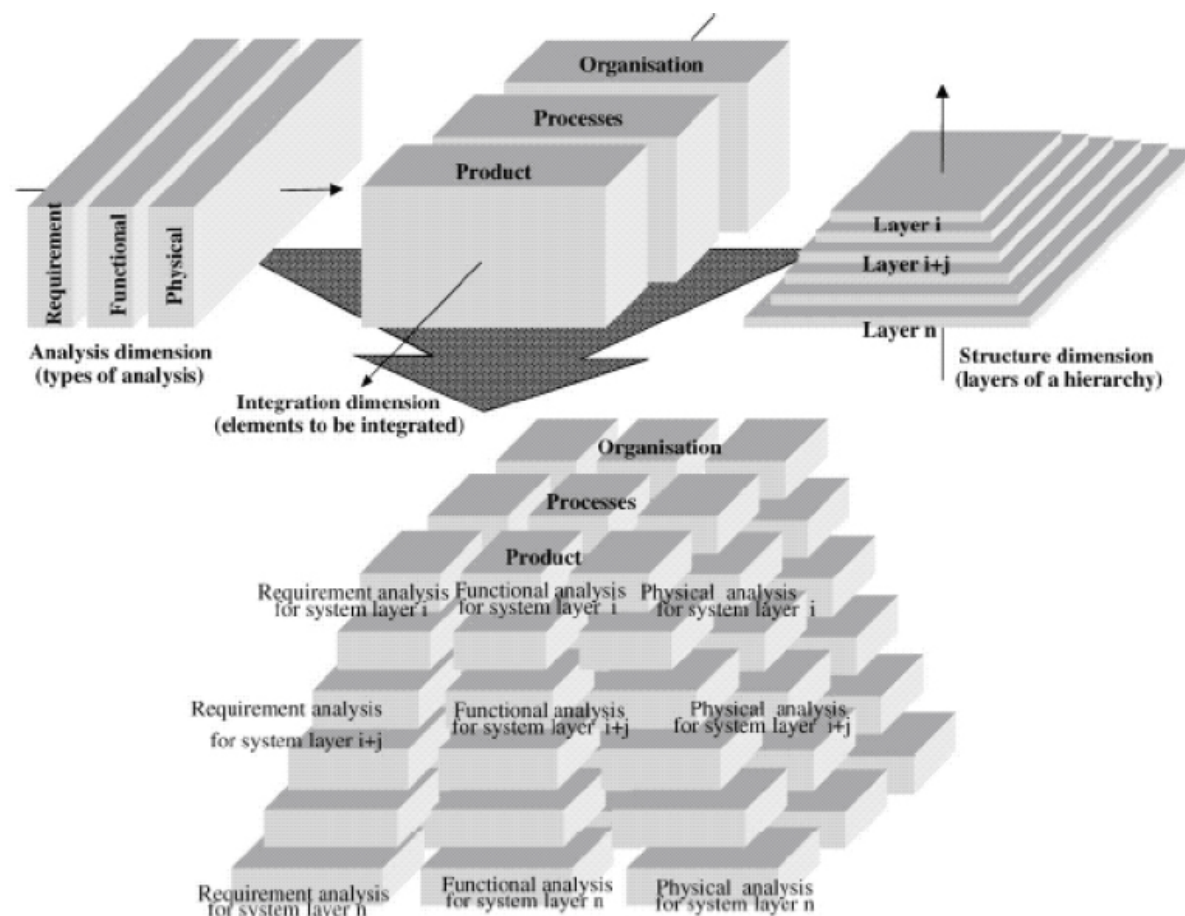 Organisation
Processes
Product
Requirement
Functional
Physical
Layer i
Layer i+j
Layer n
Analysis dimension
(types of analysis)
Structure dimension
(layers of a hierarchy)
Integration dimension
(elements to be integrated)
Organisation
Processes
Product
Requirement analysis
for system layer i
Functional analysis
for system layer i
Physical analysis
for system layer i
Requirement analysis
for system layer i+j
Functional analysis
for system layer i+j
Physical analysis
for system layer i+j
Requirement analysis
for system layer n
Functional analysis
for system layer n
Physical analysis
for system layer n